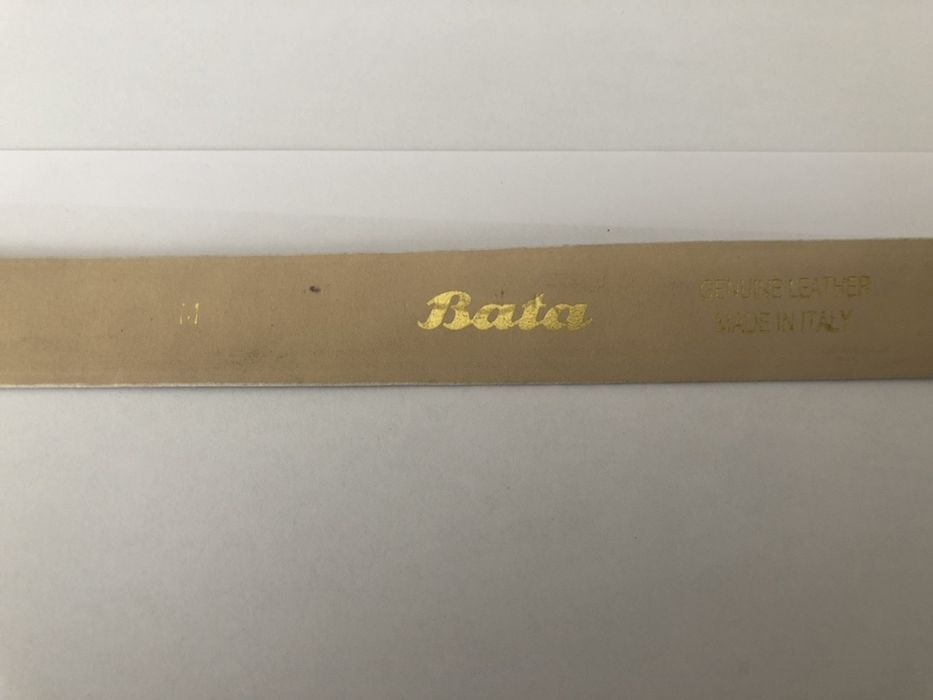 M
Bata
GENUINE LEATHER
MADE IN ITALY